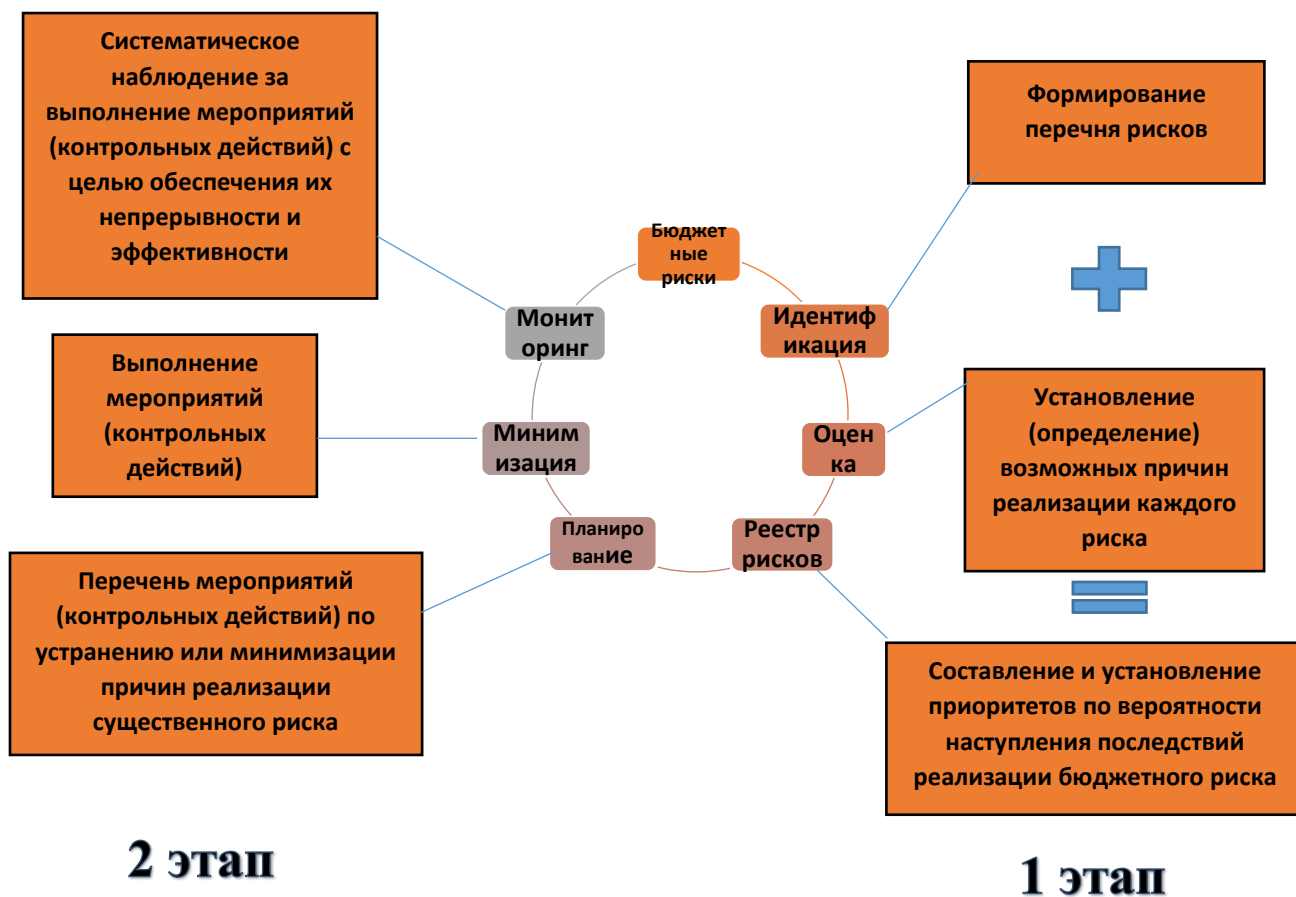 Систематическое
наблюдение за
выполнение мероприятий
(контрольных действий) с
целью обеспечения их
непрерывности и
эффективности
Формирование
перечня рисков
Бюджет
ные
риски
Монит
оринг
Идентиф
икация
Выполнение
мероприятий
(контрольных
действий)
Миним
изация
Оцен
ка
Установление
(определение)
возможных причин
реализации каждого
риска
Планиро
вание
Реестр
рисков
Перечень мероприятий
(контрольных действий) по
устранению или минимизации
причин реализации
существенного риска
Составление и установление
приоритетов по вероятности
наступления последствий
реализации бюджетного риска
2 этап
1 этап